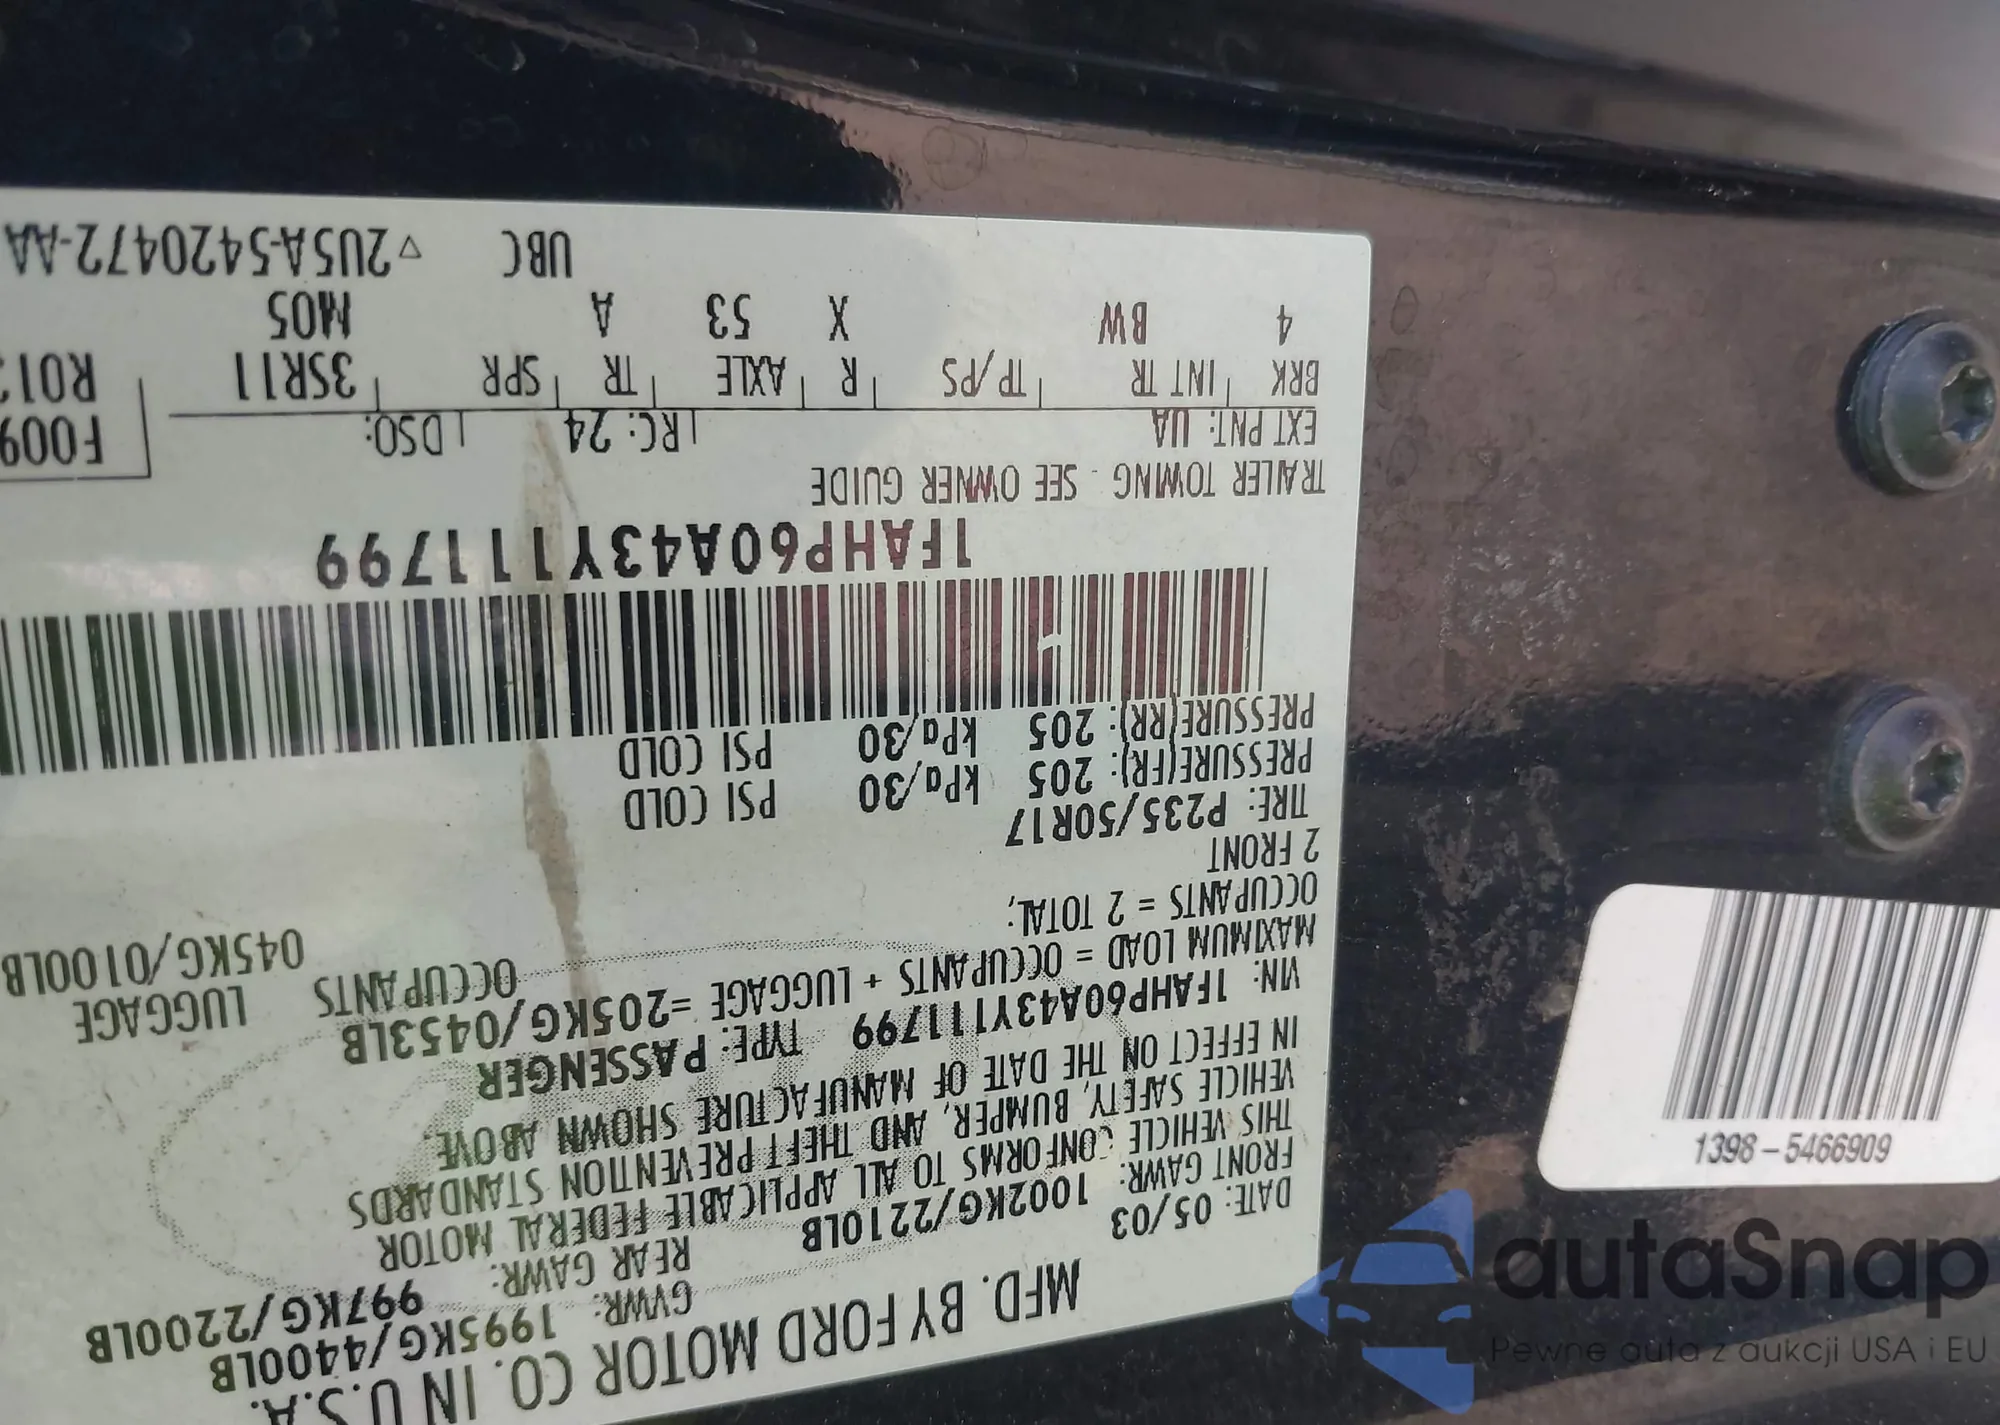 MFD. BY FORD MOTOR CO. IN U.S.A.
DATE: 05/03 GVWR: 1995KG/4400LB
FRONT GAWR: 1002KG/2210LB REAR GAWR: 997KG/2200LB
THIS VEHICLE CONFORMS TO ALL APPLICABLE FEDERAL MOTOR
VEHICLE SAFETY, BUMPER, AND THEFT PREVENTION STANDARDS
IN EFFECT ON THE DATE OF MANUFACTURE SHOWN ABOVE.
VIN: 1FAHP60A43Y111799 TYPE: PASSENGER
MAXIMUM LOAD = OCCUPANTS + LUGGAGE =205KG/0453LB
OCCUPANTS = 2 TOTAL; OCCUPANTS LUGGAGE
2 FRONT 045KG/0100LB
TIRE: P235/50R17
PRESSURE(FR): 205 kPa/30 PSI COLD
PRESSURE(RR): 205 kPa/30 PSI COLD
1FAHP60A43Y111799
TRAILER TOWING - SEE OWNER GUIDE
EXT PNT: UA RC: 24 DSO: F009
BRK INT TR TP/PS R AXLE TR SPR 3SR11
4 BW X 53 A M05
UBC ▽2U5A-5420472-AA
1398-5466909
autaSnap
Pewne auta z aukcji USA i EU